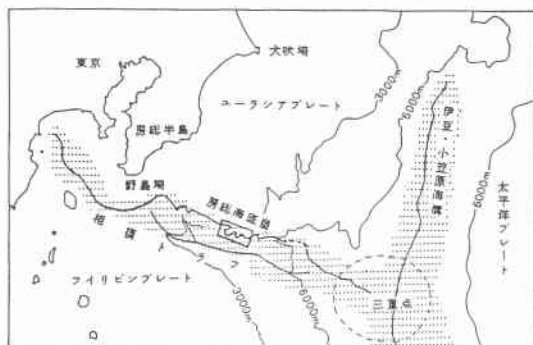 犬吠埼
東京
ユーラシアプレート
房総半島
3000m
6000m
伊豆・小笠原海溝
野島埼
房総海底崖
太平洋プレート
6000m
相模トラフ
フィリピンプレート
3000m
6000m
三重点